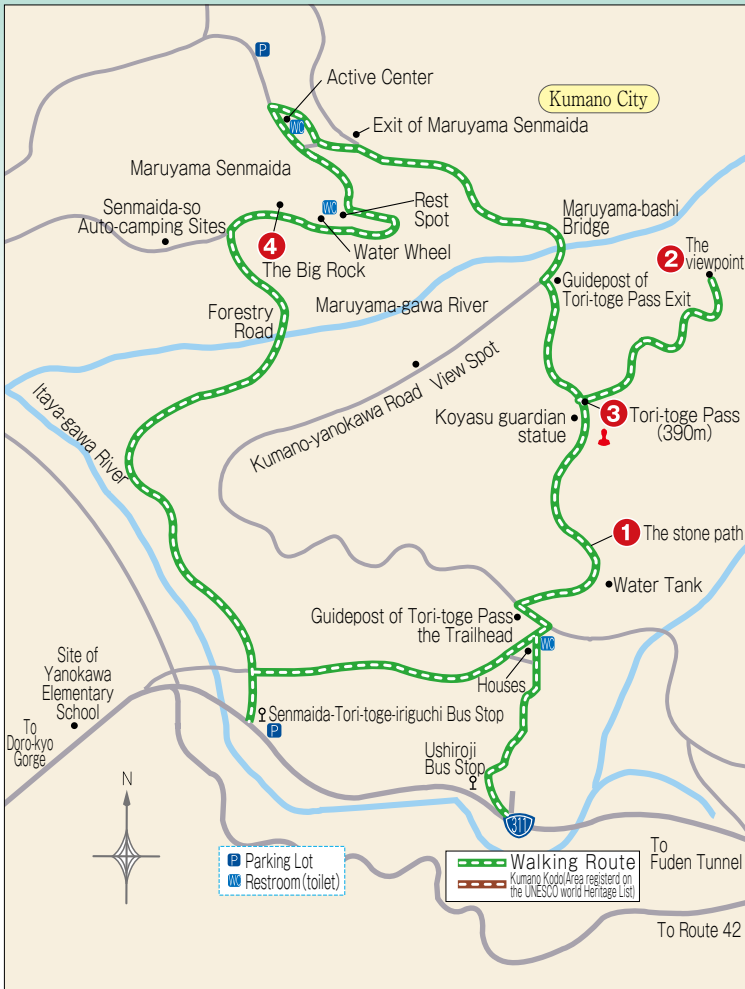 P
Active Center
Kumano City
WC
Exit of Maruyama Senmaida
Maruyama Senmaida
Senmaida-so
Auto-camping Sites
WC
Rest
Spot
Water Wheel
4
The Big Rock
Maruyama-bashi
Bridge
2
The
viewpoint
Guidepost of
Tori-toge Pass Exit
Forestry
Road
Maruyama-gawa River
Itaya-gawa River
Kumano-yanokawa Road View Spot
Koyasu guardian
statue
3
Tori-toge Pass
(390m)
1
The stone path
Water Tank
Guidepost of Tori-toge Pass
the Trailhead
WC
Houses
Site of
Yanokawa
Elementary
School
To
Doro-kyo
Gorge
Senmaida-Tori-toge-iriguchi Bus Stop
P
Ushiroji
Bus Stop
311
N
P Parking Lot
WC Restroom(toilet)
Walking Route
Kumano Kodo(Area registerd on
the UNESCO world Heritage List)
To
Fuden Tunnel
To Route 42